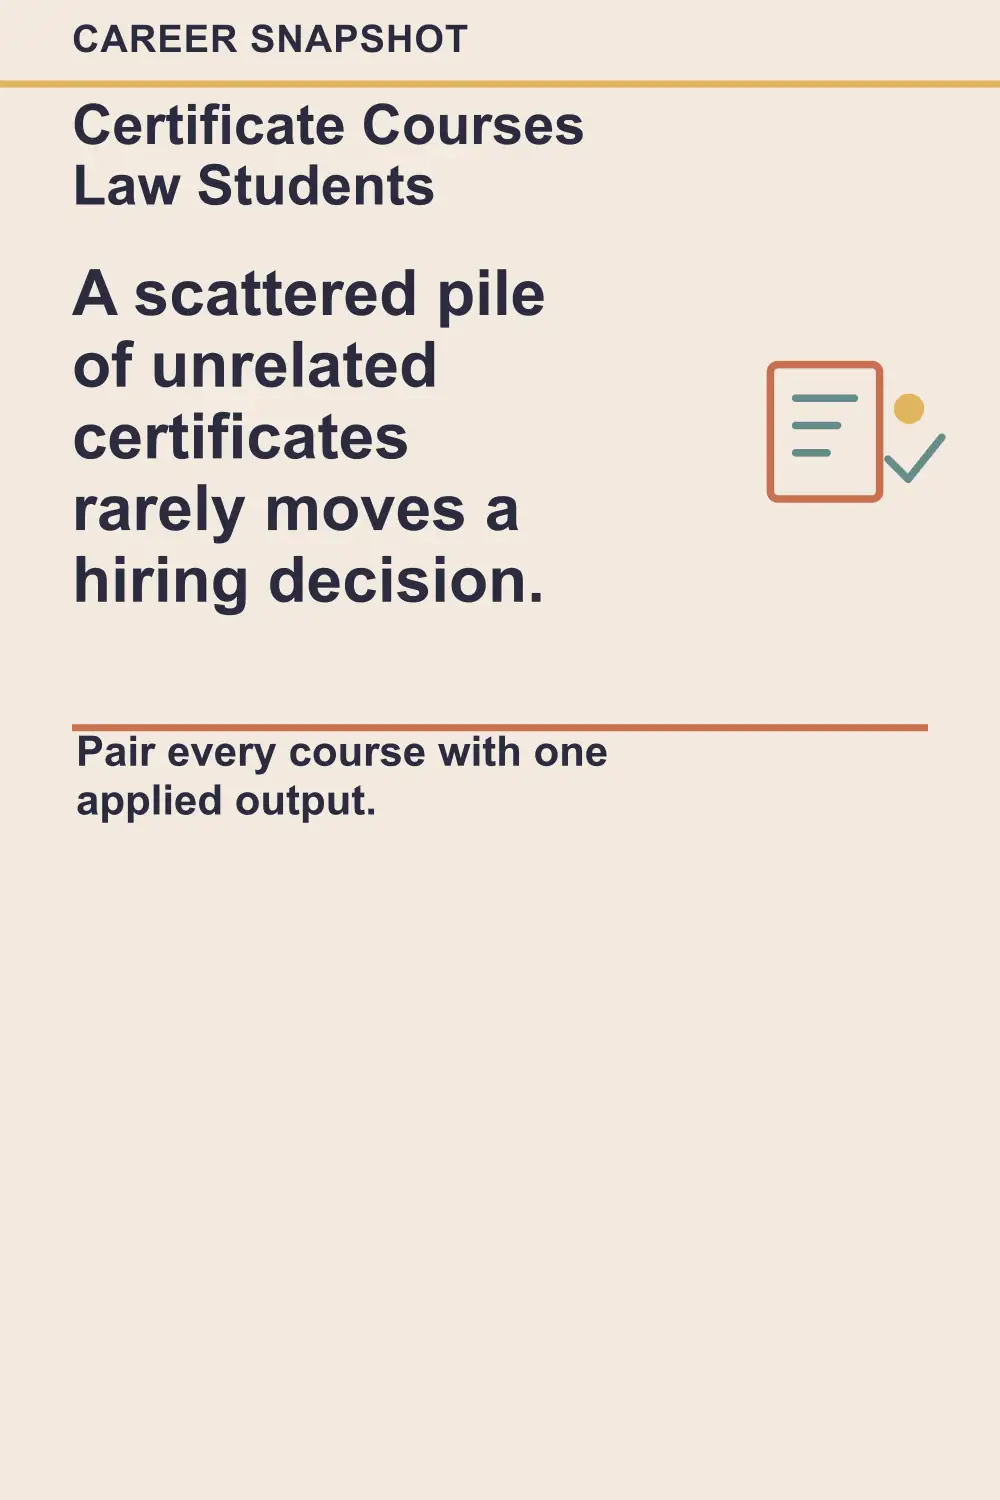 CAREER SNAPSHOT
Certificate Courses
Law Students
A scattered pile
of unrelated
certificates
rarely moves a
hiring decision.
Pair every course with one
applied output.